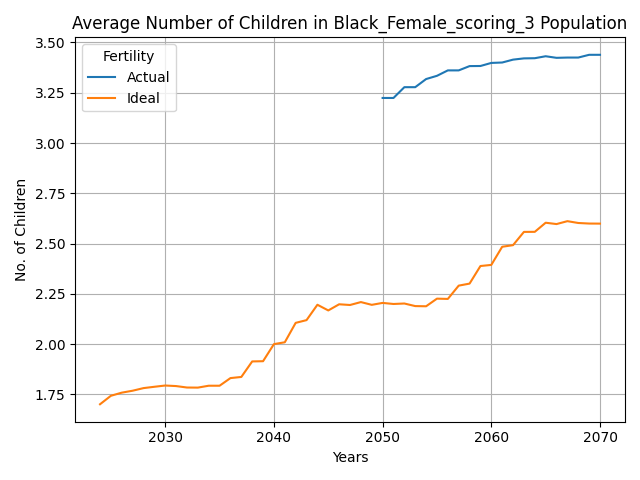 Average Number of Children in Black_Female_scoring_3 Population
3.50
3.25
3.00
2.75
2.50
2.25
2.00
1.75
No. of Children
Fertility
Actual
Ideal
2030
2040
2050
2060
2070
Years